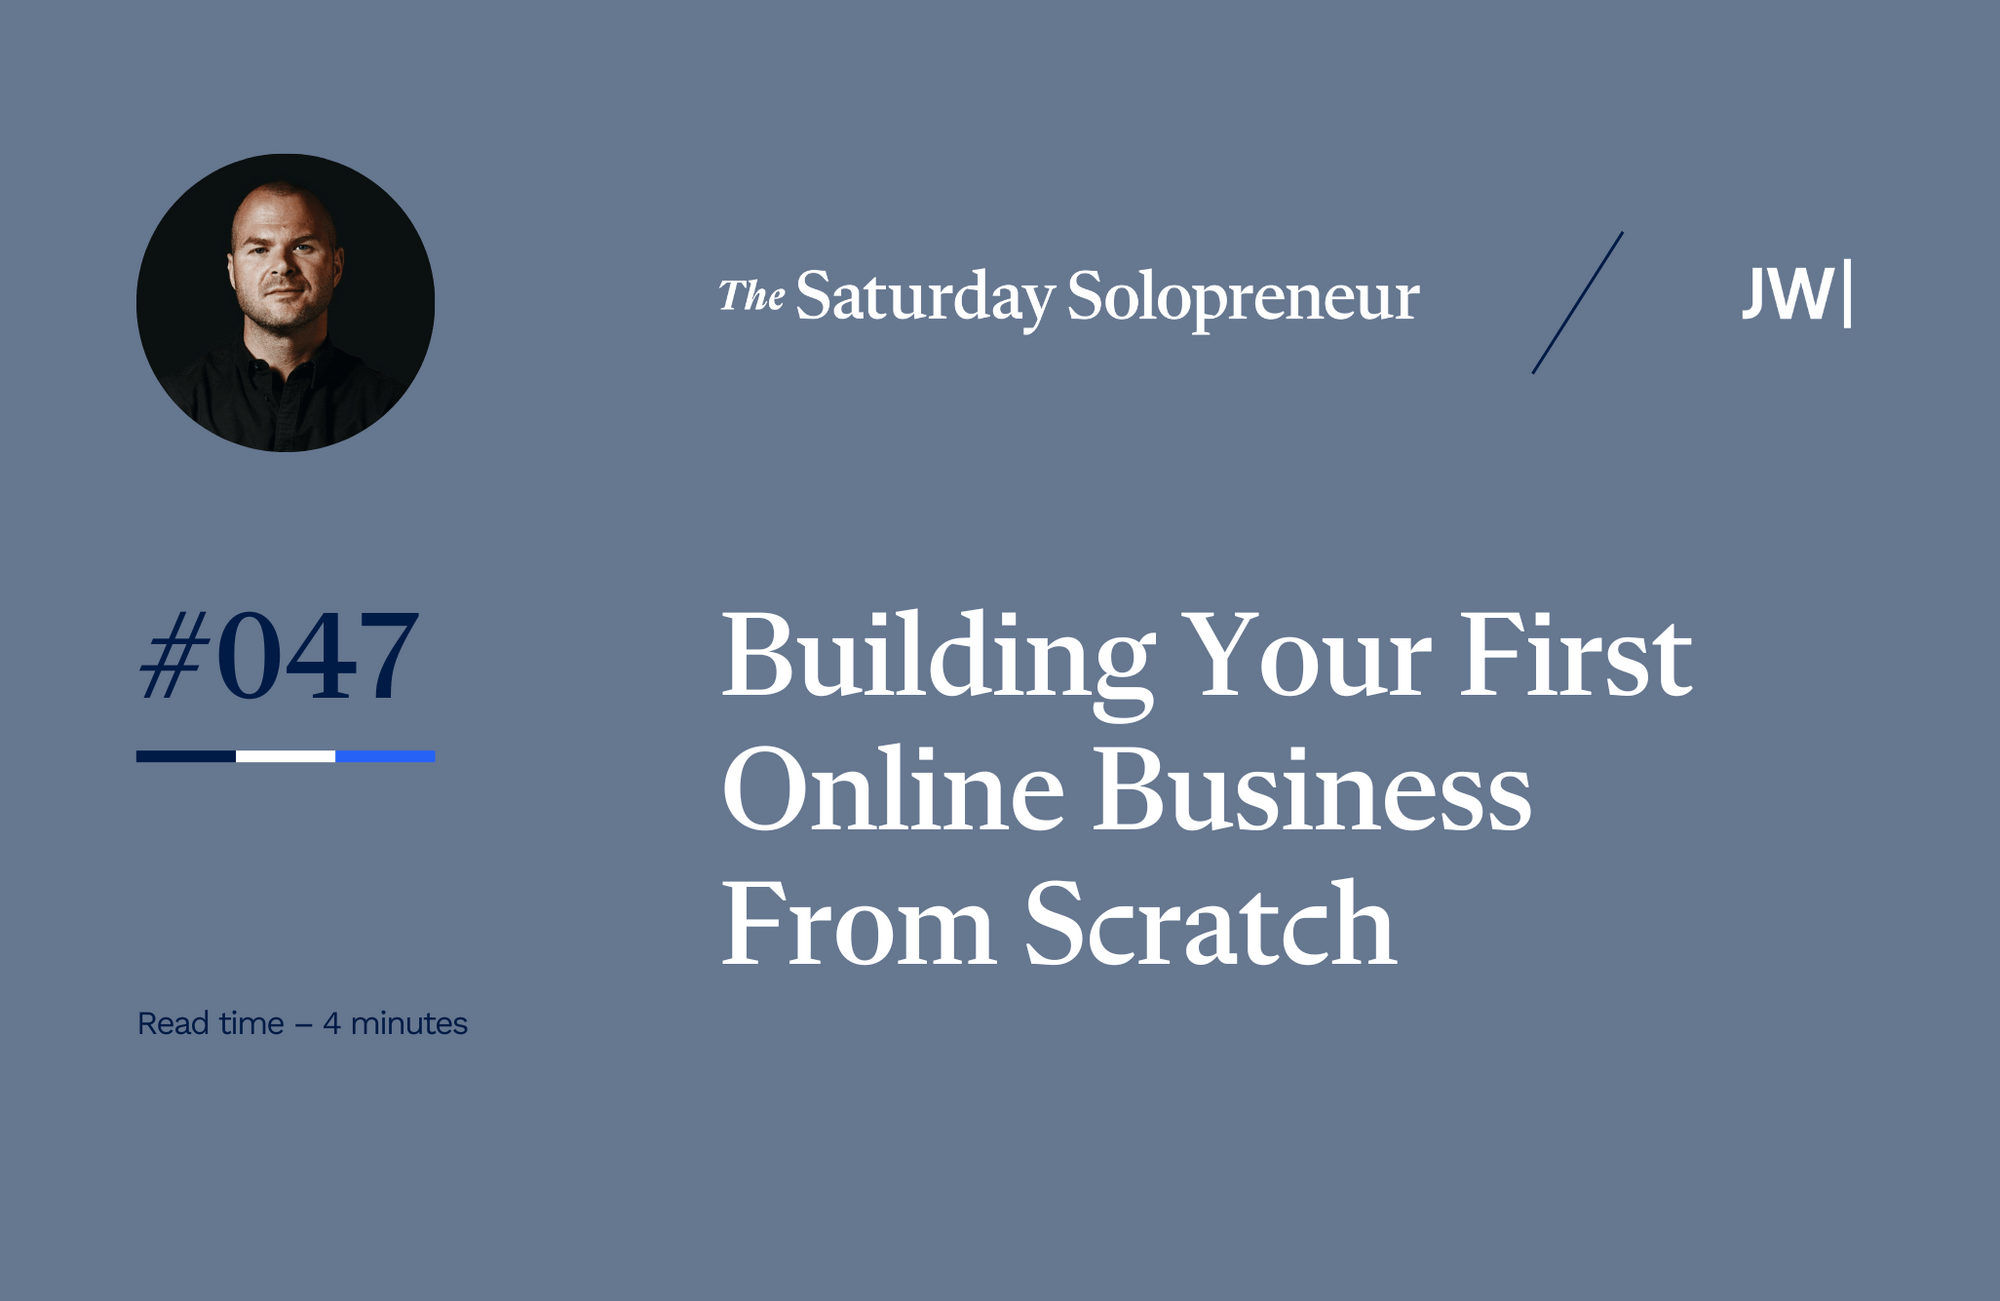 The Saturday Solopreneur
JW|
#047
Building Your First
Online Business
From Scratch
Read time – 4 minutes